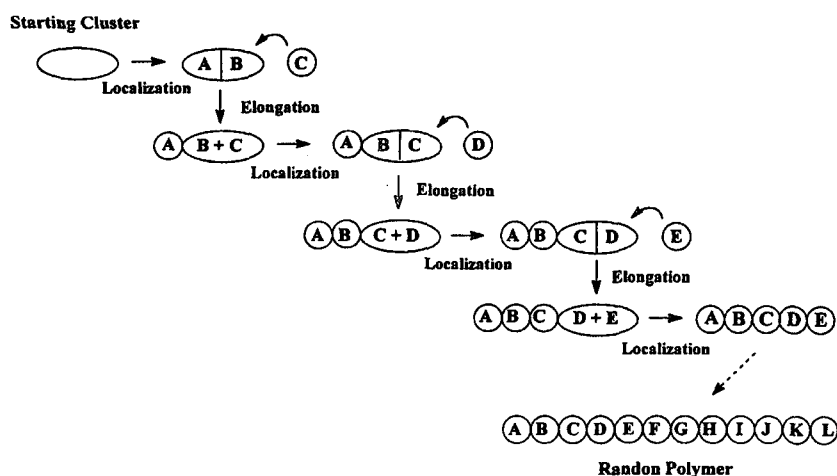 Starting Cluster
A B C
Localization
Elongation
A B + C A B C D
Localization
Elongation
A B C + D A B C D E
Localization
Elongation
A B C D + E A B C D E
Localization
A B C D E F G H I J K L
Randon Polymer